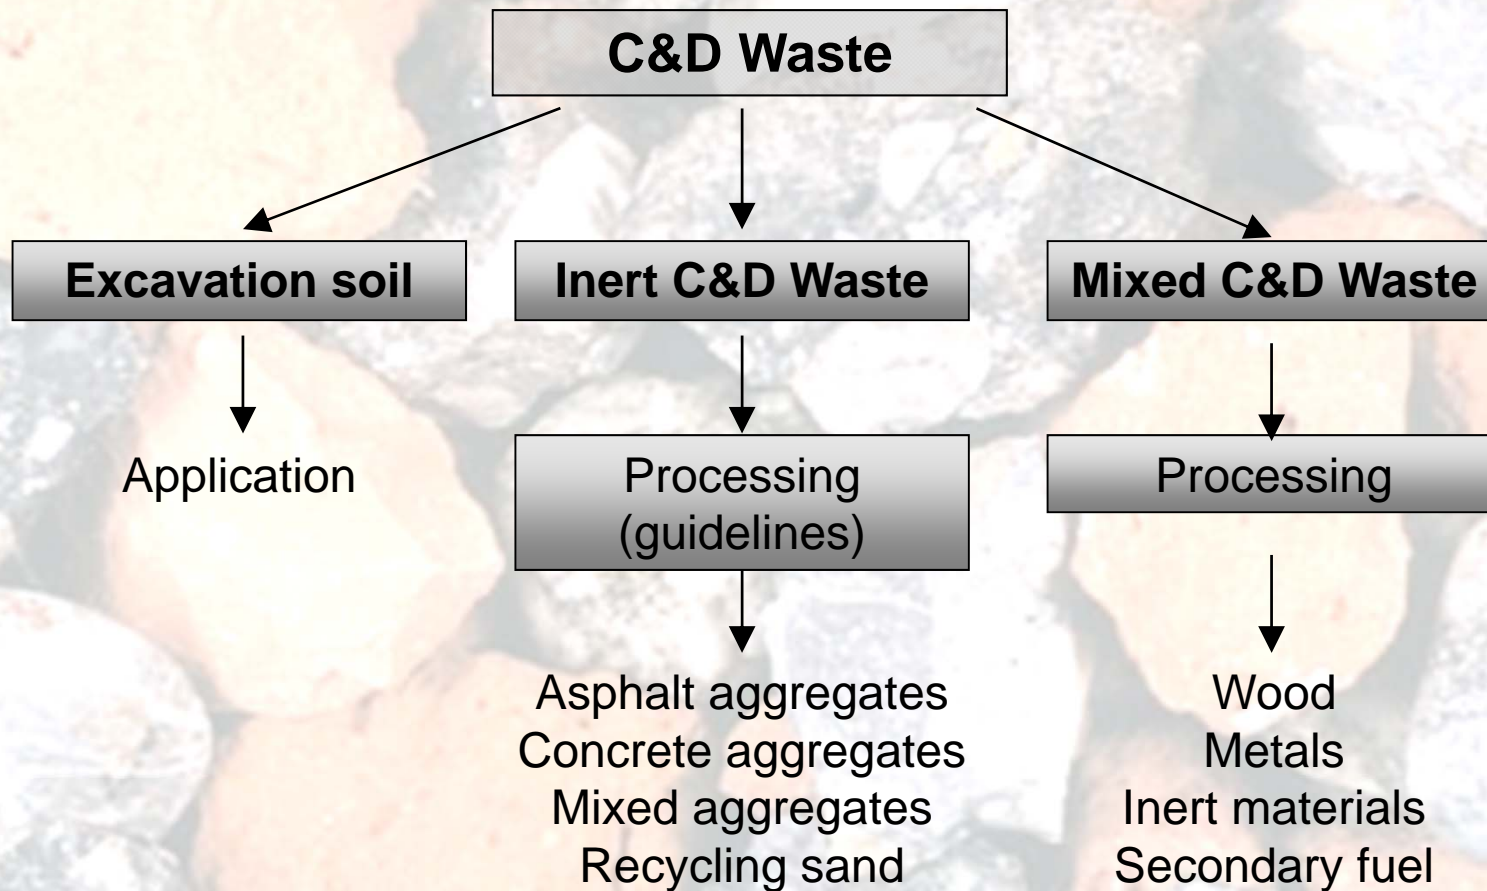 C&D Waste
Excavation soil
Inert C&D Waste
Mixed C&D Waste
Application
Processing
(guidelines)
Processing
Asphalt aggregates
Concrete aggregates
Mixed aggregates
Recycling sand
Wood
Metals
Inert materials
Secondary fuel